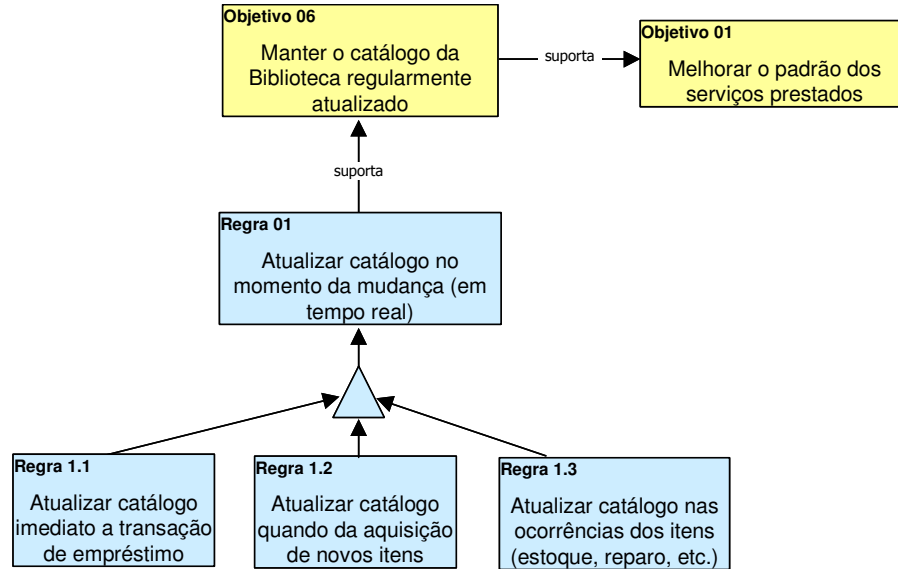 Objetivo 06
Manter o catálogo da
Biblioteca regularmente
atualizado
suporta
Objetivo 01
Melhorar o padrão dos
serviços prestados
suporta
Regra 01
Atualizar catálogo no
momento da mudança (em
tempo real)
Regra 1.1
Atualizar catálogo
imediato a transação
de empréstimo
Regra 1.2
Atualizar catálogo
quando da aquisição
de novos itens
Regra 1.3
Atualizar catálogo nas
ocorrências dos itens
(estoque, reparo, etc.)